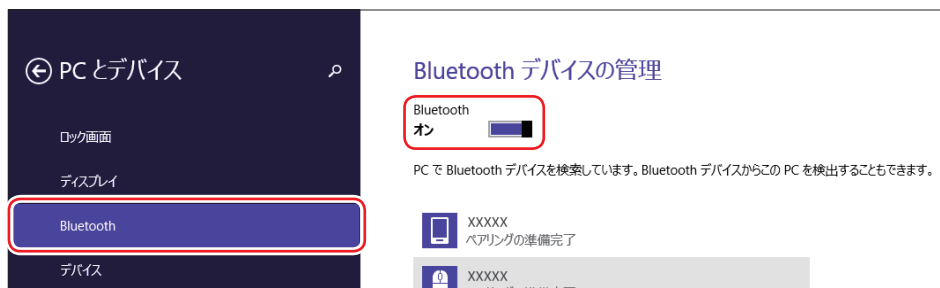 PC とデバイス
ロック画面
ディスプレイ
Bluetooth
デバイス
Bluetooth デバイスの管理
Bluetooth
オン
PC で Bluetooth デバイスを検索しています。Bluetooth デバイスからこの PC を検出することもできます。
XXXXX
ペアリングの準備完了
XXXXX